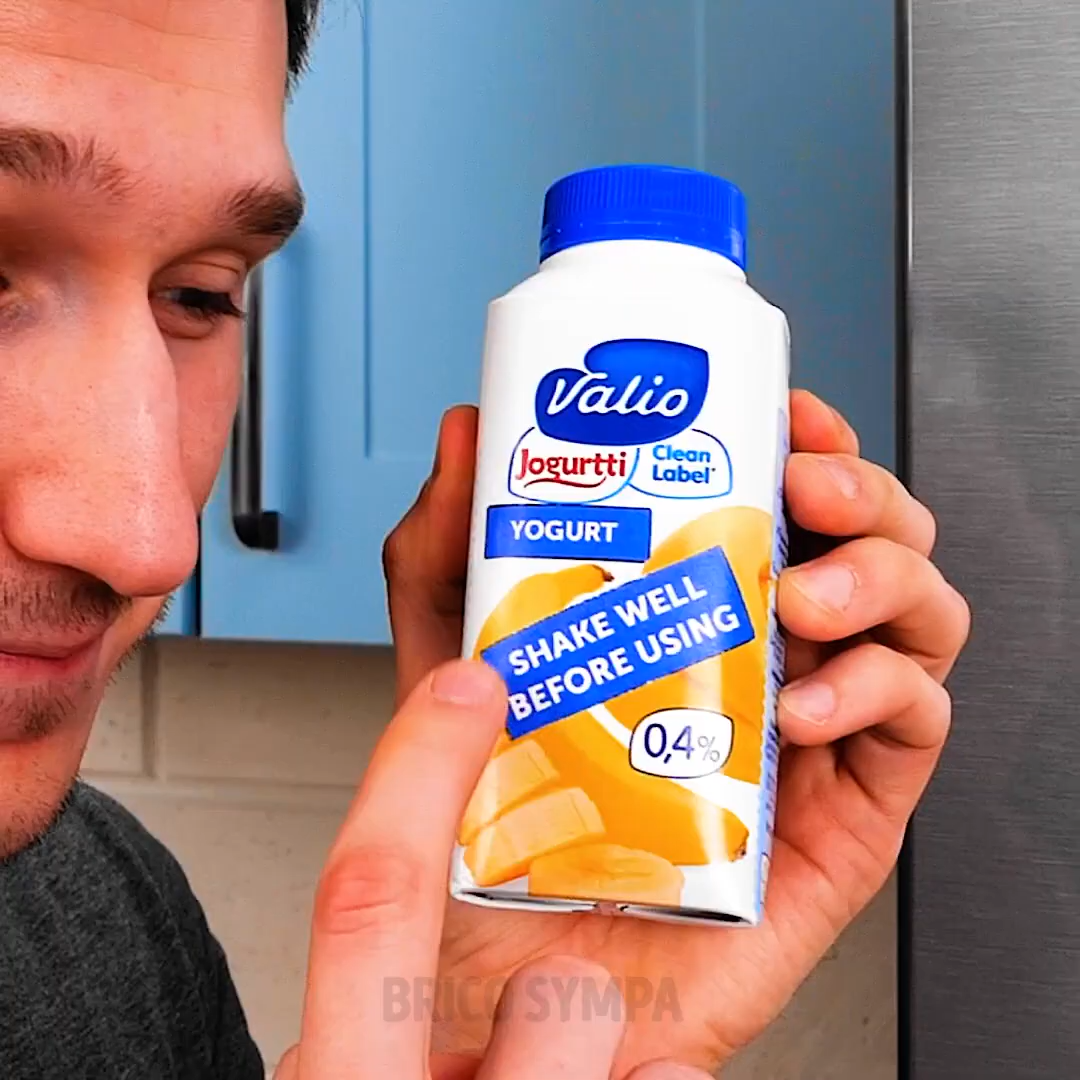 Valio
Jogurtti
Clean
Label*
YOGURT
SHAKE WELL
BEFORE USING
0,4%
BRICO SYMPA